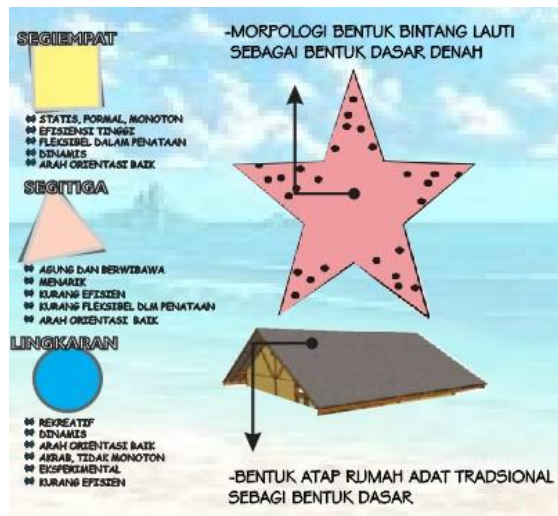 SEGIEMPAT
STATIS, FORMAL, MONOTON
EFISIENSI TINGGI
FLEKSIBEL DALAM PENATAAN
DINAMIS
ARAH ORIENTASI BAIK
SEGITIGA
AGUNG DAN BERWIBAWA
MENARIK
KURANG EFISIEN
KURANG FLEKSIBEL DLM PENATAAN
ARAH ORIENTASI BAIK
LINGKARAN
REKREATIF
DINAMIS
ARAH ORIENTASI BAIK
AKRAB, TIDAK MONOTON
EKSPERIMENTAL
KURANG EFISIEN
-MORPOLOGI BENTUK BINTANG LAUTI
SEBAGAI BENTUK DASAR DENAH
-BENTUK ATAP RUMAH ADAT TRADSIONAL
SEBAGI BENTUK DASAR